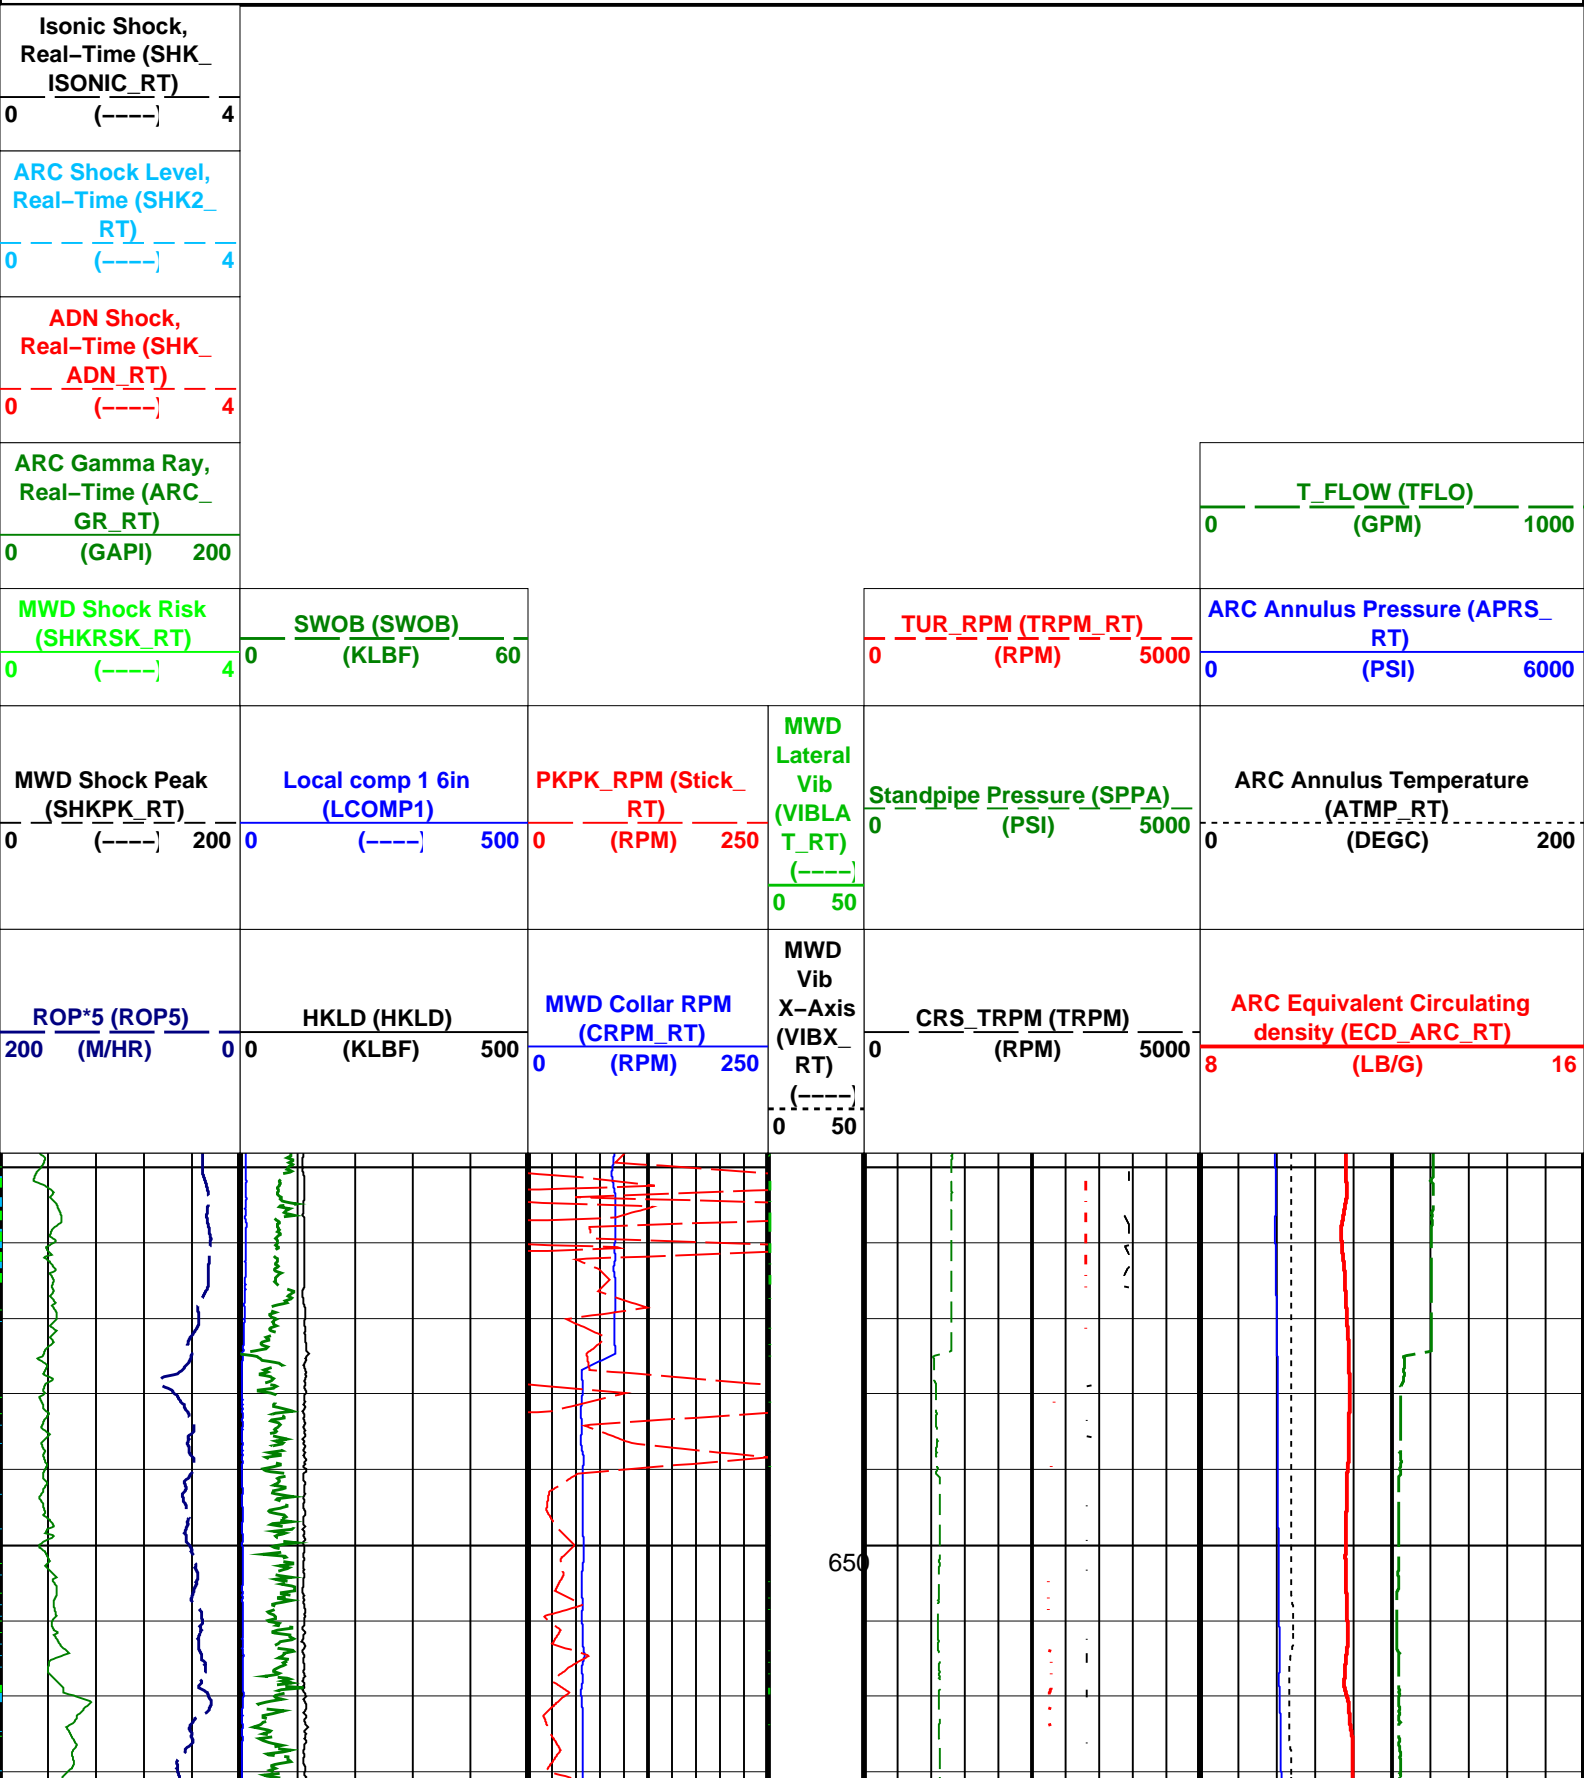 Isonic Shock,
Real−Time (SHK_
ISONIC_RT)
0 (−−−−) 4
ARC Shock Level,
Real−Time (SHK2_
RT)
0 (−−−−) 4
ADN Shock,
Real−Time (SHK_
ADN_RT)
0 (−−−−) 4
ARC Gamma Ray,
Real−Time (ARC_
GR_RT)
0 (GAPI) 200
T_FLOW (TFLO)
0 (GPM) 1000
MWD Shock Risk
(SHKRSK_RT)
0 (−−−−) 4
SWOB (SWOB)
0 (KLBF) 60
TUR_RPM (TRPM_RT)
0 (RPM) 5000
ARC Annulus Pressure (APRS_
RT)
0 (PSI) 6000
MWD Shock Peak
(SHKPK_RT)
0 (−−−−) 200
Local comp 1 6in
(LCOMP1)
0 (−−−−) 500
PKPK_RPM (Stick_
RT)
0 (RPM) 250
MWD
Lateral
Vib
(VIBLA
T_RT)
(−−−−)
0 50
Standpipe Pressure (SPPA)
0 (PSI) 5000
ARC Annulus Temperature
(ATMP_RT)
0 (DEGC) 200
ROP*5 (ROP5)
200 (M/HR) 0
HKLD (HKLD)
0 (KLBF) 500
MWD Collar RPM
(CRPM_RT)
0 (RPM) 250
MWD
Vib
X−Axis
(VIBX_
RT)
(−−−−)
0 50
CRS_TRPM (TRPM)
0 (RPM) 5000
ARC Equivalent Circulating
density (ECD_ARC_RT)
8 (LB/G) 16
650